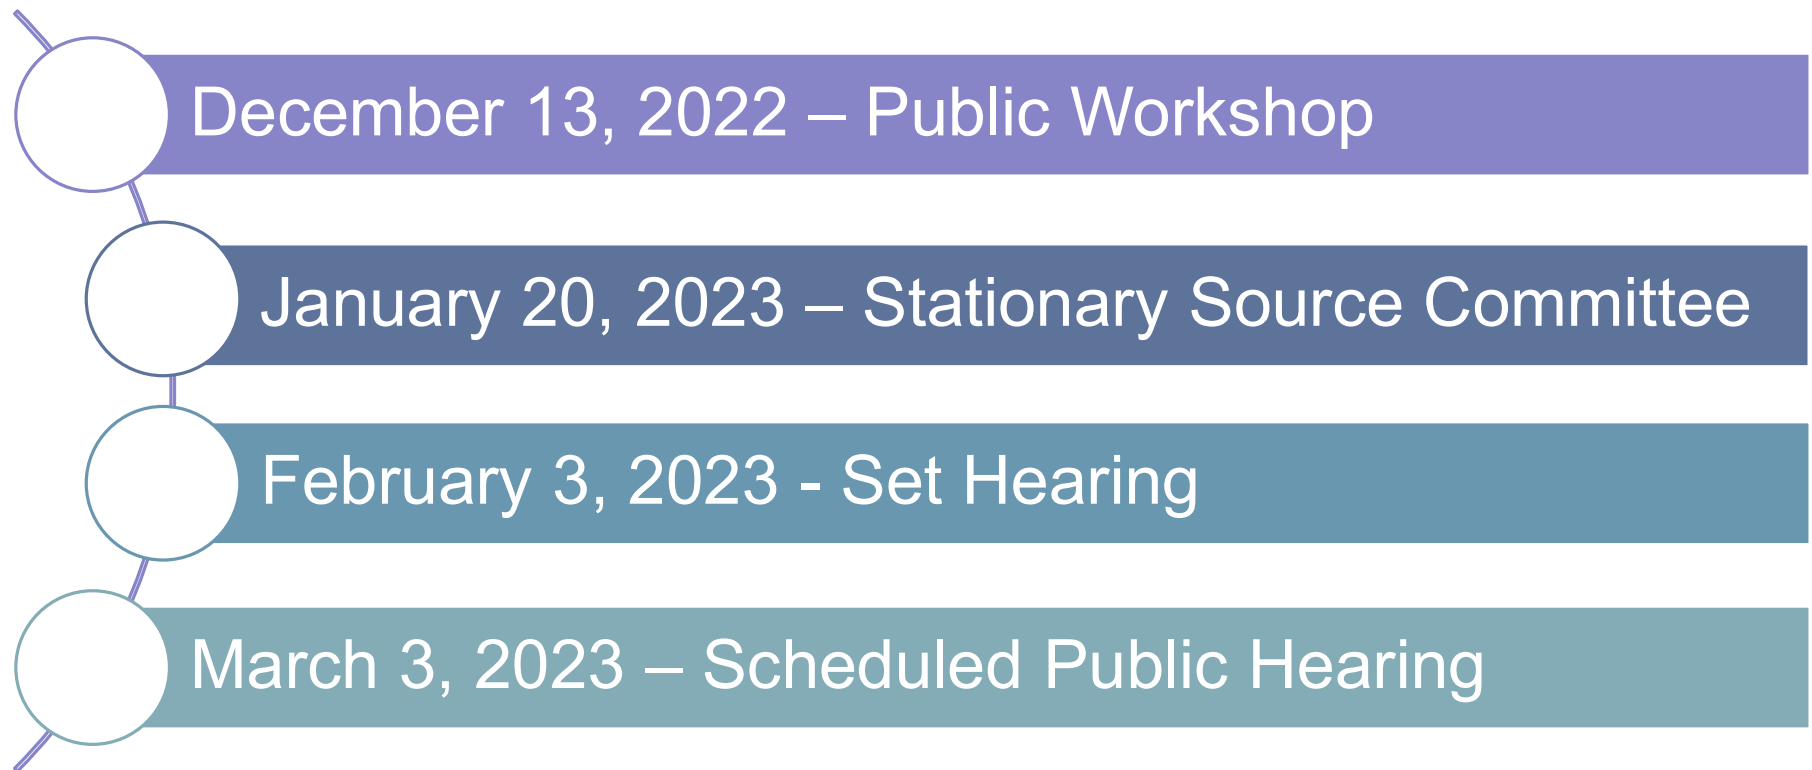 December 13, 2022 – Public Workshop
January 20, 2023 – Stationary Source Committee
February 3, 2023 - Set Hearing
March 3, 2023 – Scheduled Public Hearing